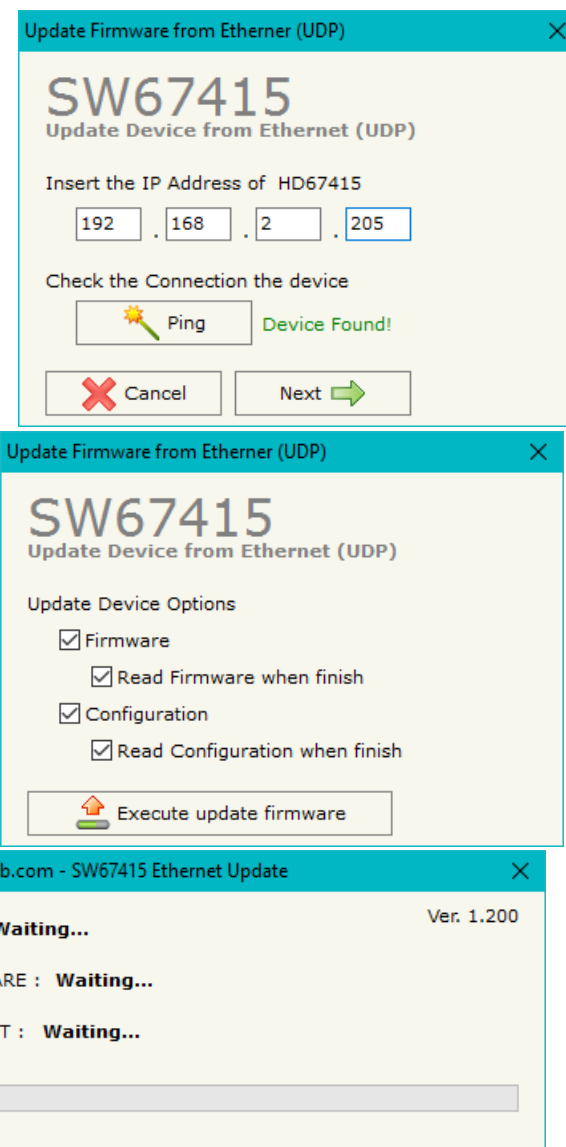 Update Firmware from Etherner (UDP)
SW67415
Update Device from Ethernet (UDP)
Insert the IP Address of HD67415
192 . 168 . 2 . 205
Check the Connection the device
Ping Device Found!
Cancel Next
Update Firmware from Etherner (UDP)
SW67415
Update Device from Ethernet (UDP)
Update Device Options
Firmware
Read Firmware when finish
Configuration
Read Configuration when finish
Execute update firmware
b.com - SW67415 Ethernet Update
Ver. 1.200
Waiting...
ARE : Waiting...
T : Waiting...